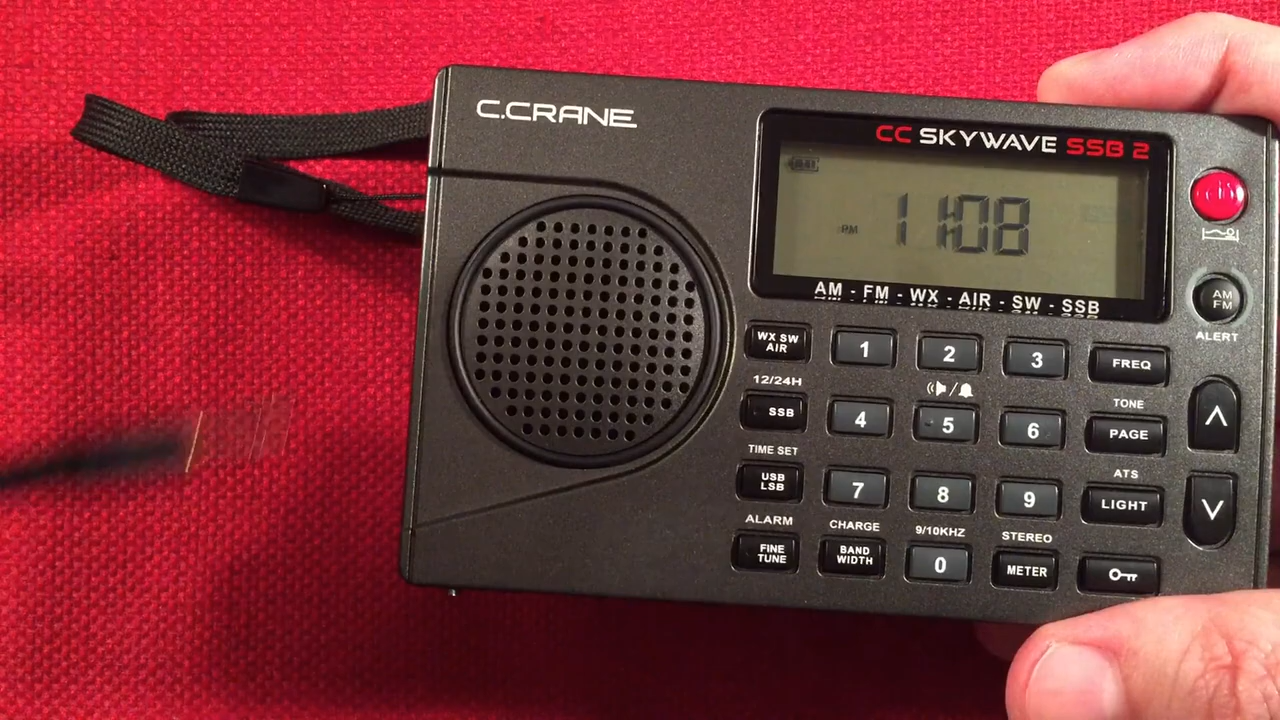 C.CRANE
CC SKYWAVE SSB 2
PM 11:08
AM - FM - WX - AIR - SW - SSB
AM
FM
ALERT
WX SW
AIR
1
2
3
FREQ
12/24H
TONE
SSB
4
5
6
PAGE
TIME SET
ATS
USB
LSB
7
8
9
LIGHT
ALARM
CHARGE
9/10KHZ
STEREO
FINE
TUNE
BAND
WIDTH
0
METER